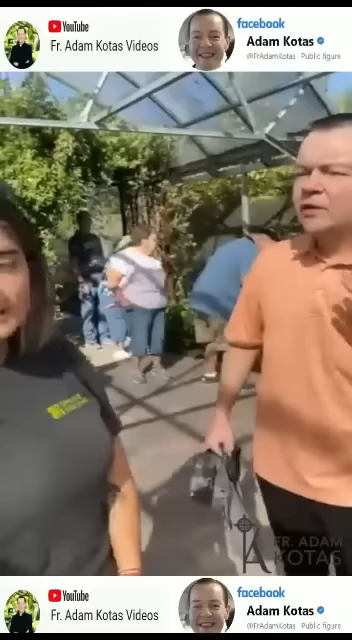 YouTube
Fr. Adam Kotas Videos
facebook
Adam Kotas
@FrAdamKotas · Public figure
FR. ADAM
KOTAS
YouTube
Fr. Adam Kotas Videos
facebook
Adam Kotas
@FrAdamKotas · Public figure